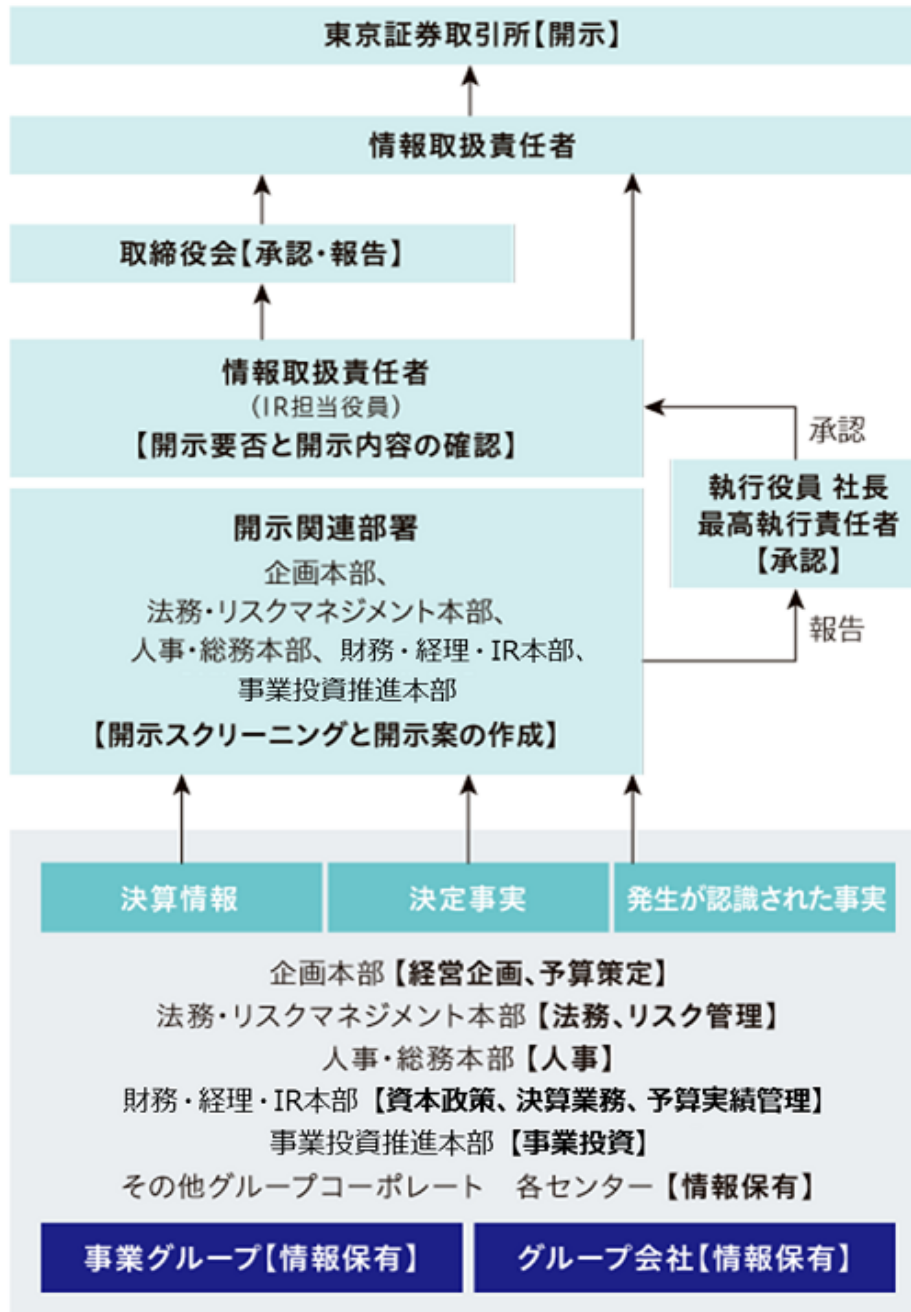 東京証券取引所【開示】
情報取扱責任者
取締役会【承認・報告】
情報取扱責任者
（IR担当役員）
【開示要否と開示内容の確認】
承認
執行役員 社長
最高執行責任者
【承認】
報告
開示関連部署
企画本部、
法務・リスクマネジメント本部、
人事・総務本部、財務・経理・IR本部、
事業投資推進本部
【開示スクリーニングと開示案の作成】
決算情報
決定事実
発生が認識された事実
企画本部【経営企画、予算策定】
法務・リスクマネジメント本部【法務、リスク管理】
人事・総務本部【人事】
財務・経理・IR本部【資本政策、決算業務、予算実績管理】
事業投資推進本部【事業投資】
その他グループコーポレート　各センター【情報保有】
事業グループ【情報保有】
グループ会社【情報保有】